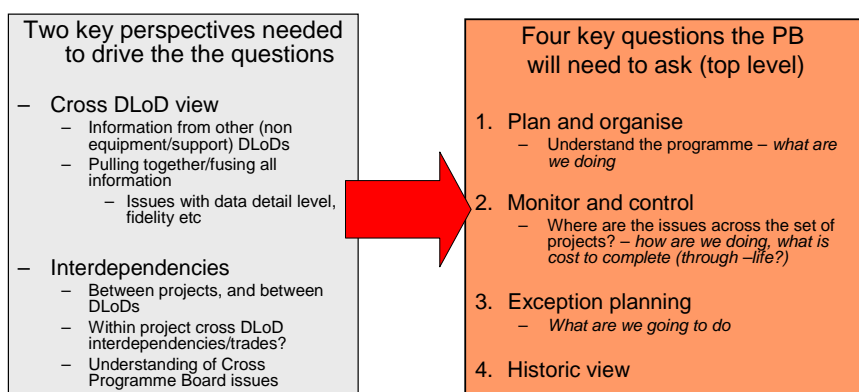 Two key perspectives needed
to drive the the questions
– Cross DLoD view
– Information from other (non
equipment/support) DLoDs
– Pulling together/fusing all
information
– Issues with data detail level,
fidelity etc
– Interdependencies
– Between projects, and between
DLoDs
– Within project cross DLoD
interdependencies/trades?
– Understanding of Cross
Programme Board issues
Four key questions the PB
will need to ask (top level)
1. Plan and organise
– Understand the programme – what are
we doing
2. Monitor and control
– Where are the issues across the set of
projects? – how are we doing, what is
cost to complete (through –life?)
3. Exception planning
– What are we going to do
4. Historic view